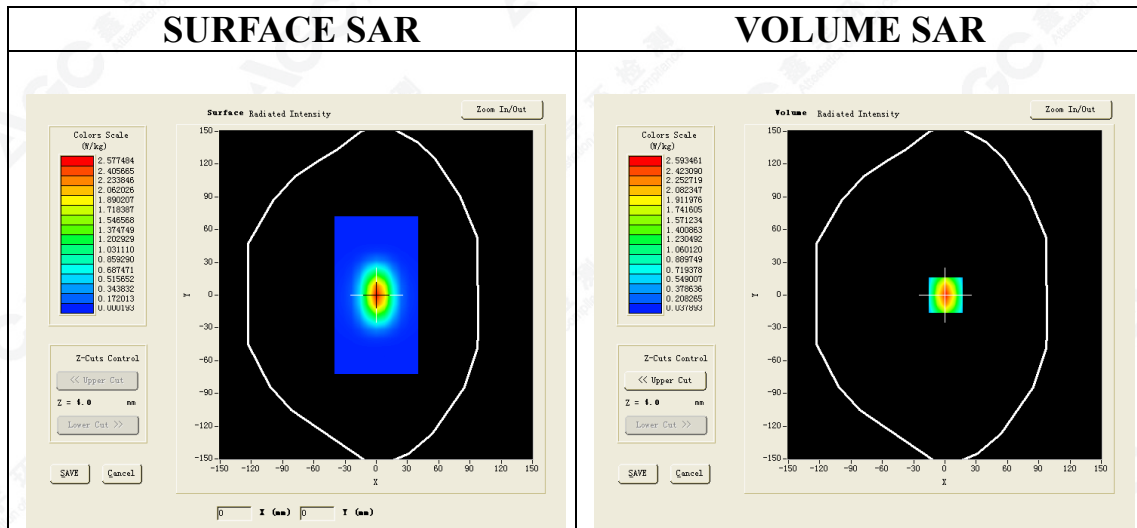 SURFACE SAR
VOLUME SAR
Surface Radiated Intensity
Zoom In/Out
Colors Scale
(W/kg)
2.577484
2.405665
2.233846
2.062026
1.890207
1.718387
1.546568
1.374749
1.202929
1.031110
0.859290
0.687471
0.515652
0.343832
0.172013
0.000193
150
120
90
60
30
0
-30
-60
-90
-120
-150
Y
-150 -120 -90 -60 -30 0 30 60 90 120 150
X
Z-Cuts Control
<< Upper Cut
Z = 4.0 mm
Lower Cut >>
SAVE Cancel
0 X (mm) 0 Y (mm)
Volume Radiated Intensity
Zoom In/Out
Colors Scale
(W/kg)
2.593461
2.423090
2.252719
2.082347
1.911976
1.741605
1.571234
1.400863
1.230492
1.060120
0.889749
0.719378
0.549007
0.378636
0.208265
0.037893
150
120
90
60
30
0
-30
-60
-90
-120
-150
Y
-150 -120 -90 -60 -30 0 30 60 90 120 150
X
Z-Cuts Control
<< Upper Cut
Z = 4.0 mm
Lower Cut >>
SAVE Cancel